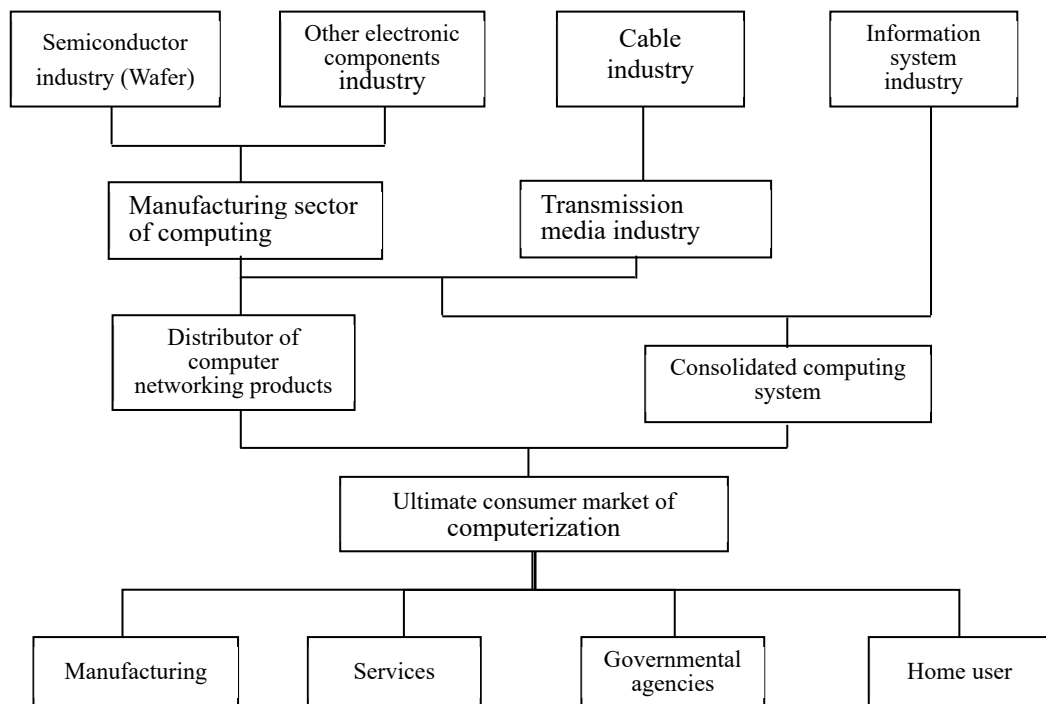 Semiconductor
industry (Wafer)
Other electronic
components
industry
Cable
industry
Information
system
industry
Manufacturing sector
of computing
Transmission
media industry
Distributor of
computer
networking products
Consolidated computing
system
Ultimate consumer market of
computerization
Manufacturing
Services
Governmental
agencies
Home user